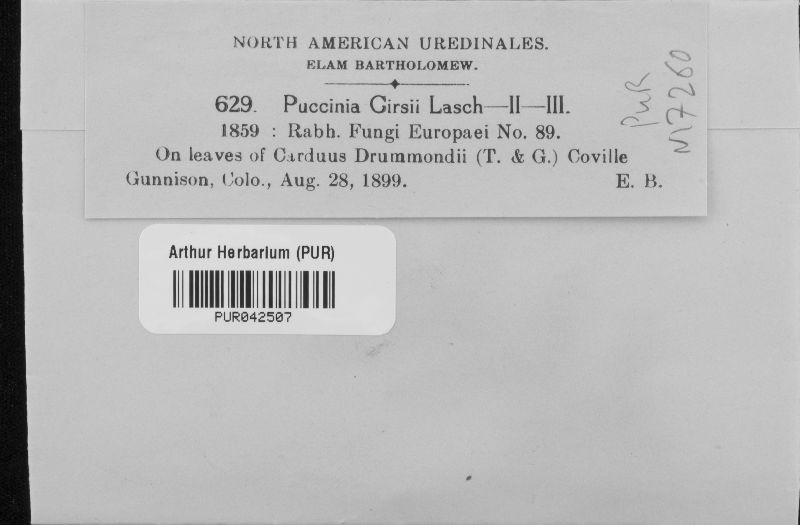 NORTH AMERICAN UREDINALES.
ELAM BARTHOLOMEW.
629. Puccinia Cirsii Lasch—II—III.
1859 : Rabh. Fungi Europaei No. 89.
On leaves of Carduus Drummondii (T. & G.) Coville
Gunnison, Colo., Aug. 28, 1899. E. B.
PUR
N17260
Arthur Herbarium (PUR)
PUR042507